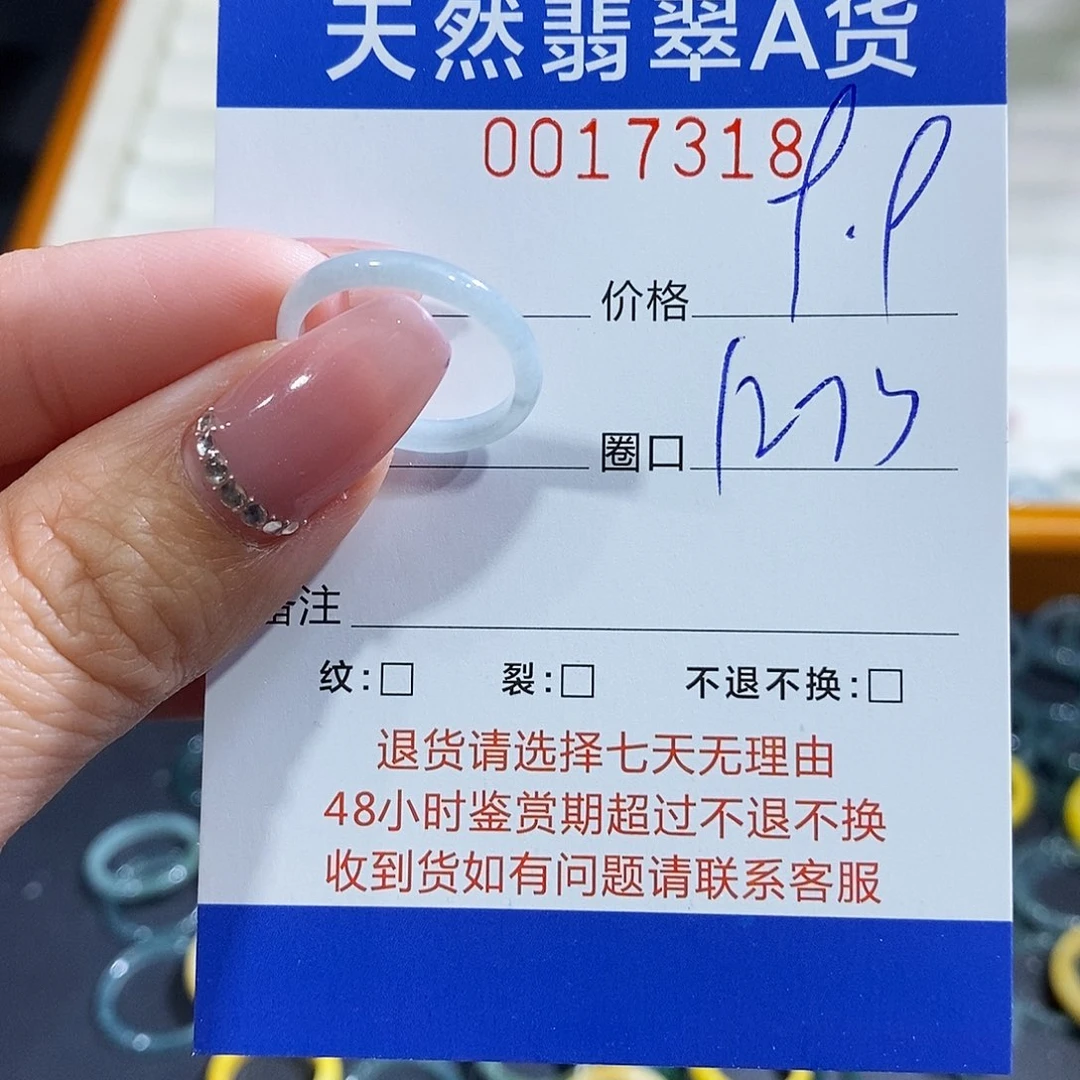 天然翡翠A货
0017318
价格
圈口
备注
纹:□ 裂:□ 不退不换:□
退货请选择七天无理由
48小时鉴赏期超过不退不换
收到货如有问题请联系客服